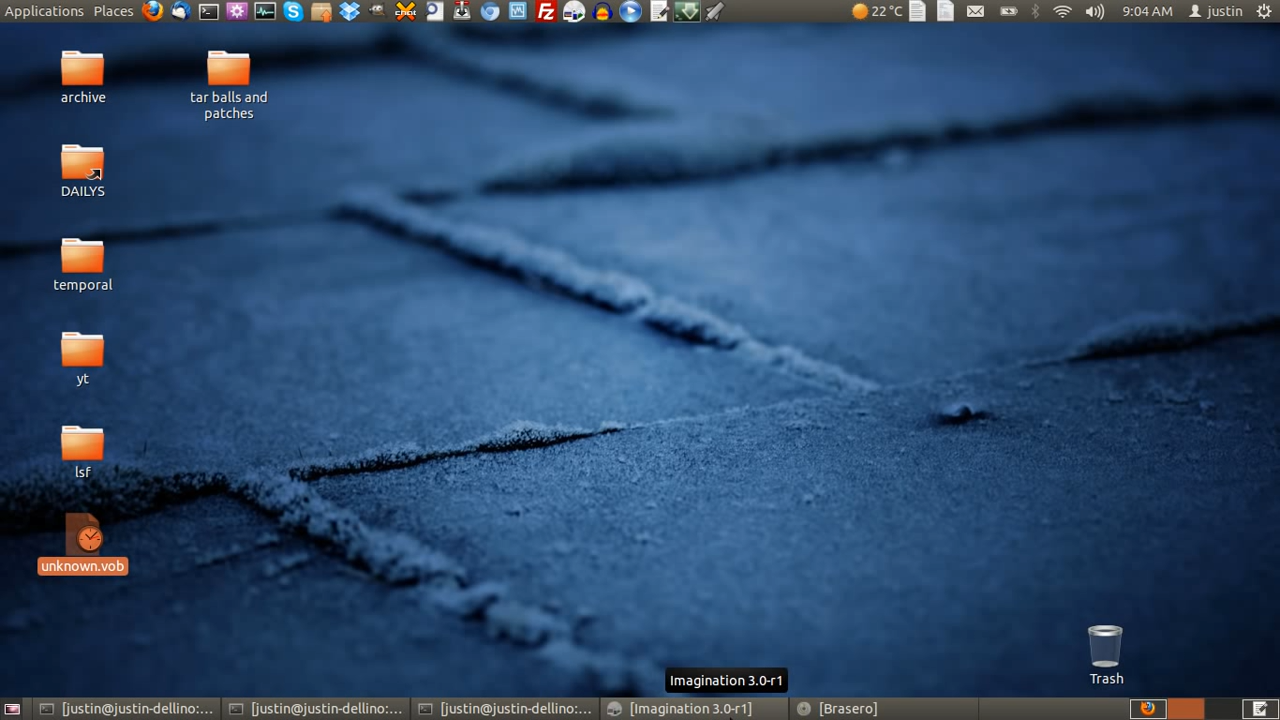 Applications Places
22 °C
9:04 AM
justin
archive
tar balls and
patches
DAILYS
temporal
yt
lsf
unknown.vob
Trash
Imagination 3.0-r1
[justin@justin-dellino:...
[justin@justin-dellino:...
[justin@justin-dellino:...
[Imagination 3.0-r1]
[Brasero]